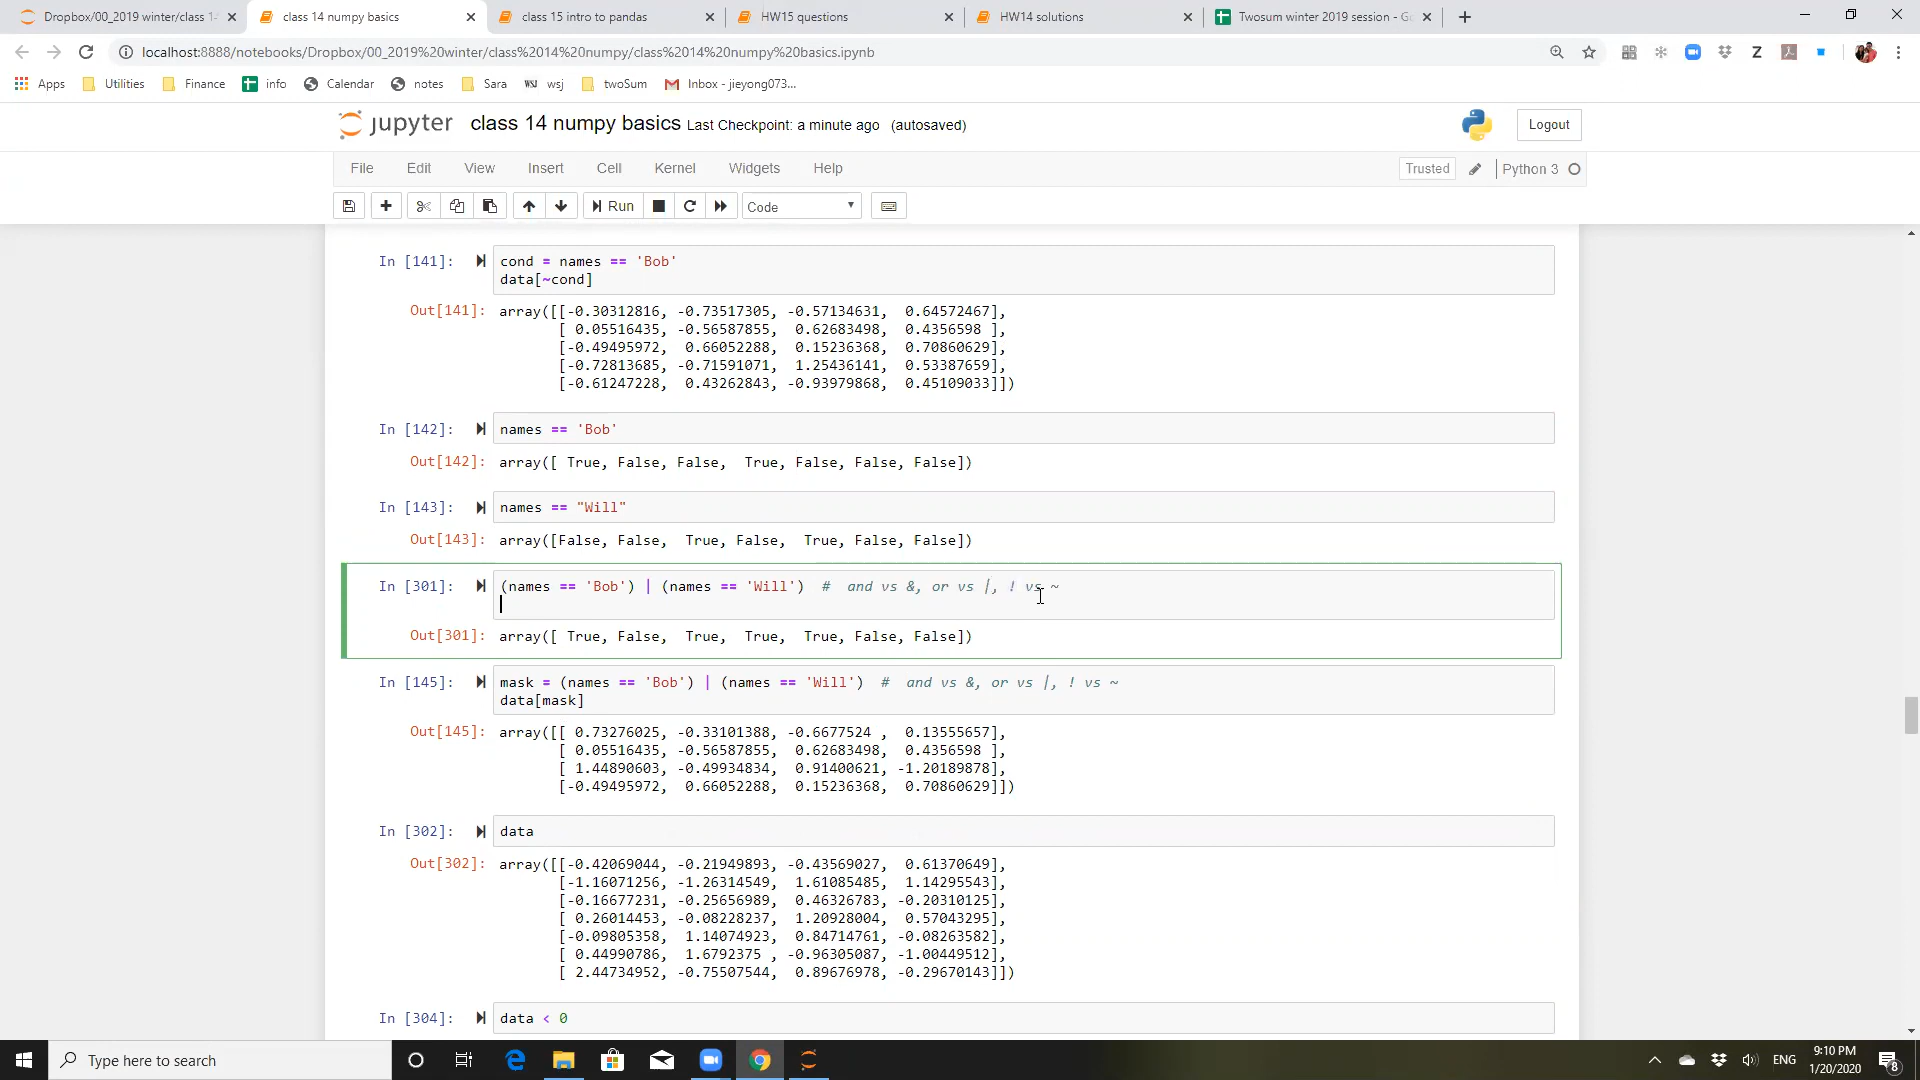 Dropbox/00_2019 winter/class 14
class 14 numpy basics
class 15 intro to pandas
HW15 questions
HW14 solutions
Twosum winter 2019 session - G
localhost:8888/notebooks/Dropbox/00_2019%20winter/class%2014%20numpy/class%2014%20numpy%20basics.ipynb
Apps Utilities Finance info Calendar notes Sara WSJ wsj twoSum Inbox - jieyong073...
jupyter class 14 numpy basics Last Checkpoint: a minute ago (autosaved) Logout
File Edit View Insert Cell Kernel Widgets Help Trusted Python 3
Run Code
In [141]: cond = names == 'Bob'
data[~cond]
Out[141]: array([[-0.30312816, -0.73517305, -0.57134631, 0.64572467],
[ 0.05516435, -0.56587855, 0.62683498, 0.4356598 ],
[-0.49495972, 0.66052288, 0.15236368, 0.70860629],
[-0.72813685, -0.71591071, 1.25436141, 0.53387659],
[-0.61247228, 0.43262843, -0.93979868, 0.45109033]])
In [142]: names == 'Bob'
Out[142]: array([ True, False, False, True, False, False, False])
In [143]: names == "Will"
Out[143]: array([False, False, True, False, True, False, False])
In [301]: (names == 'Bob') | (names == 'Will') # and vs &, or vs |, ! vs ~
Out[301]: array([ True, False, True, True, True, False, False])
In [145]: mask = (names == 'Bob') | (names == 'Will') # and vs &, or vs |, ! vs ~
data[mask]
Out[145]: array([[ 0.73276025, -0.33101388, -0.6677524 , 0.13555657],
[ 0.05516435, -0.56587855, 0.62683498, 0.4356598 ],
[ 1.44890603, -0.49934834, 0.91400621, -1.20189878],
[-0.49495972, 0.66052288, 0.15236368, 0.70860629]])
In [302]: data
Out[302]: array([[-0.42069044, -0.21949893, -0.43569027, 0.61370649],
[-1.16071256, -1.26314549, 1.61085485, 1.14295543],
[-0.16677231, -0.25656989, 0.46326783, -0.20310125],
[ 0.26014453, -0.08228237, 1.20928004, 0.57043295],
[-0.09805358, 1.14074923, 0.84714761, -0.08263582],
[ 0.44990786, 1.6792375 , -0.96305087, -1.00449512],
[ 2.44734952, -0.75507544, 0.89676978, -0.29670143]])
In [304]: data < 0
Type here to search
ENG
9:10 PM
1/20/2020
8